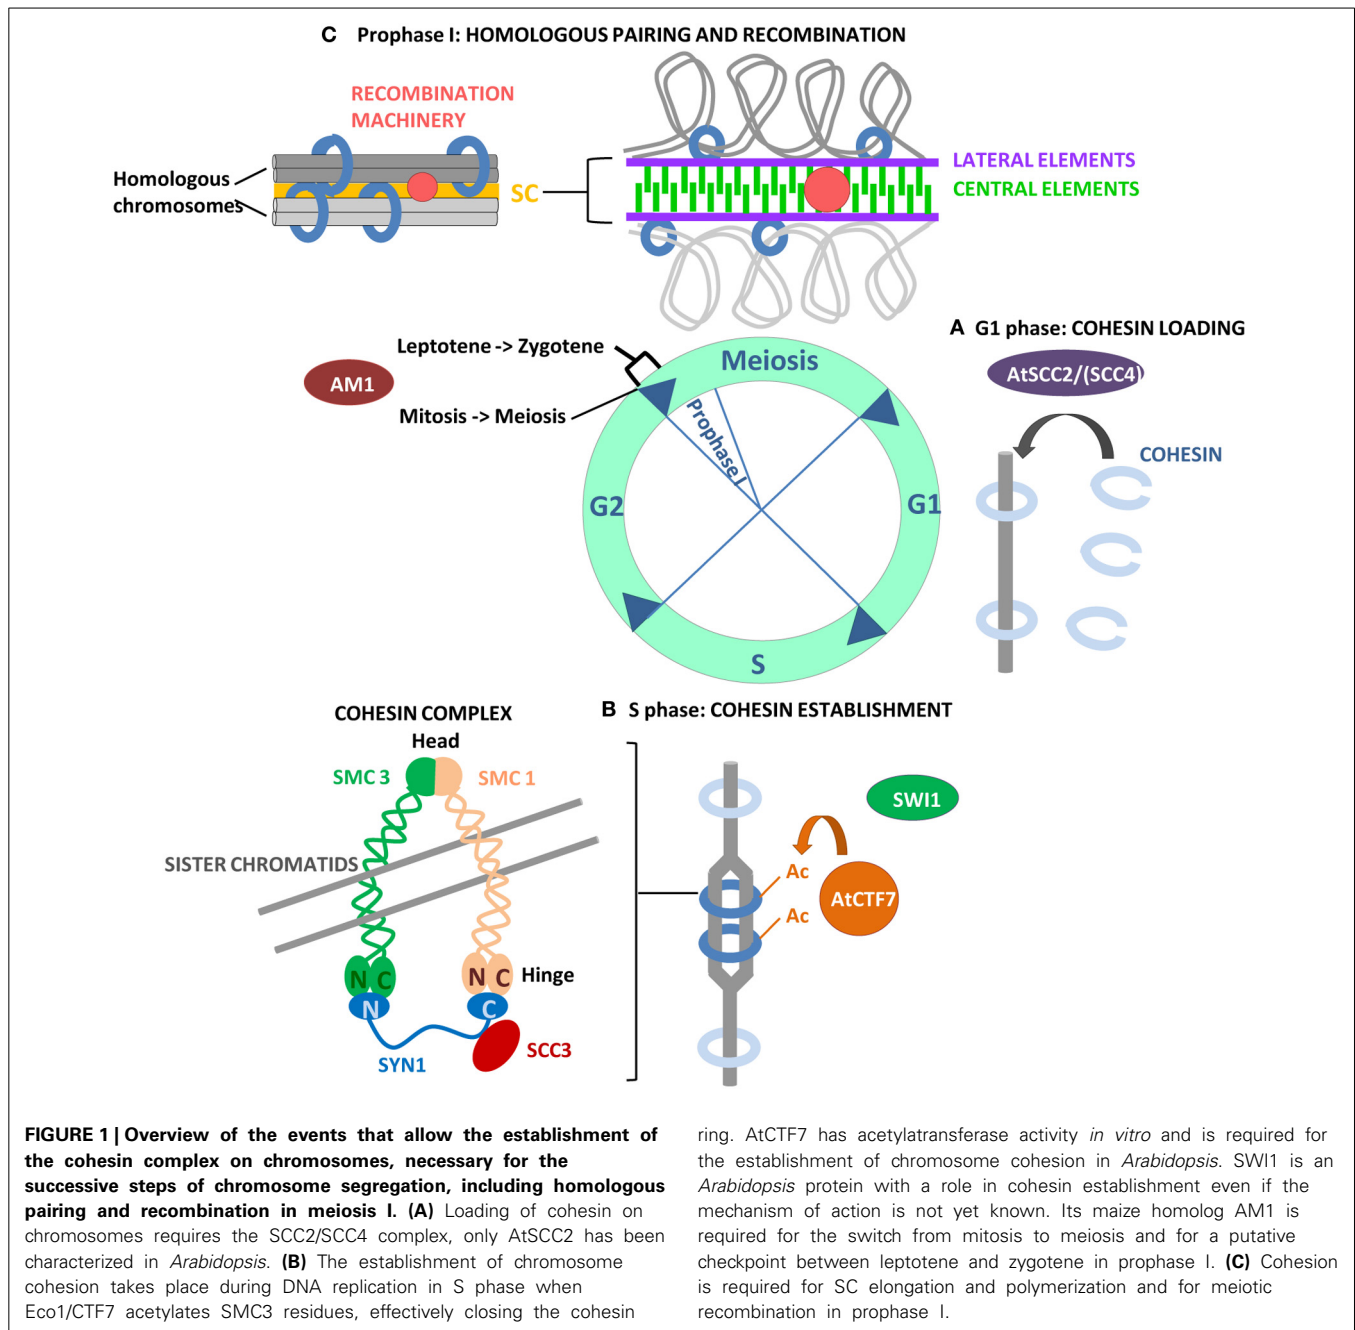 C Prophase I: HOMOLOGOUS PAIRING AND RECOMBINATION
RECOMBINATION
MACHINERY
Homologous
chromosomes
SC
LATERAL ELEMENTS
CENTRAL ELEMENTS
A G1 phase: COHESIN LOADING
AtSCC2/(SCC4)
COHESIN
Leptotene -> Zygotene
AM1
Mitosis -> Meiosis
Meiosis
Prophase I
G2
G1
S
B S phase: COHESIN ESTABLISHMENT
COHESIN COMPLEX
Head
SMC 3
SMC 1
SISTER CHROMATIDS
N C
N C
Hinge
N
C
SYN1
SCC3
SWI1
Ac
Ac
AtCTF7
FIGURE 1 | Overview of the events that allow the establishment of
the cohesin complex on chromosomes, necessary for the
successive steps of chromosome segregation, including homologous
pairing and recombination in meiosis I. (A) Loading of cohesin on
chromosomes requires the SCC2/SCC4 complex, only AtSCC2 has been
characterized in Arabidopsis. (B) The establishment of chromosome
cohesion takes place during DNA replication in S phase when
Eco1/CTF7 acetylates SMC3 residues, effectively closing the cohesin
ring. AtCTF7 has acetylatransferase activity in vitro and is required for
the establishment of chromosome cohesion in Arabidopsis. SWI1 is an
Arabidopsis protein with a role in cohesin establishment even if the
mechanism of action is not yet known. Its maize homolog AM1 is
required for the switch from mitosis to meiosis and for a putative
checkpoint between leptotene and zygotene in prophase I. (C) Cohesion
is required for SC elongation and polymerization and for meiotic
recombination in prophase I.